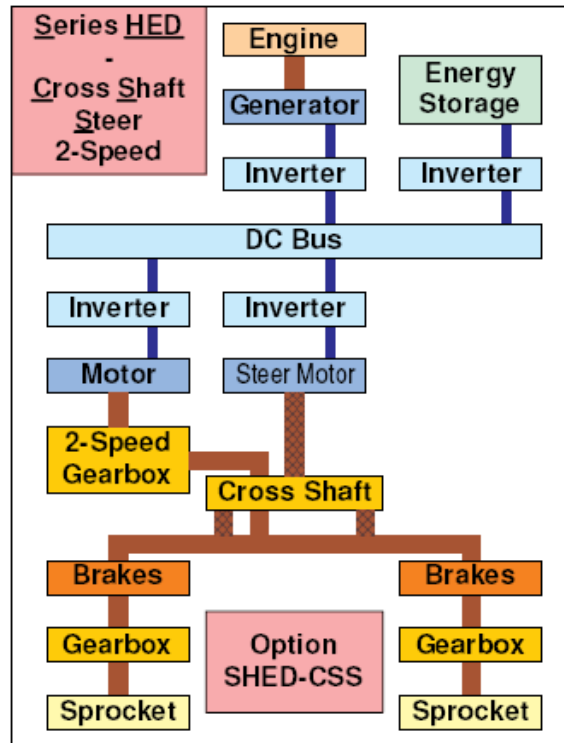 Series HED
-
Cross Shaft
Steer
2-Speed
Engine
Generator
Energy
Storage
Inverter
Inverter
DC Bus
Inverter
Inverter
Motor
Steer Motor
2-Speed
Gearbox
Cross Shaft
Brakes
Brakes
Gearbox
Option
SHED-CSS
Gearbox
Sprocket
Sprocket